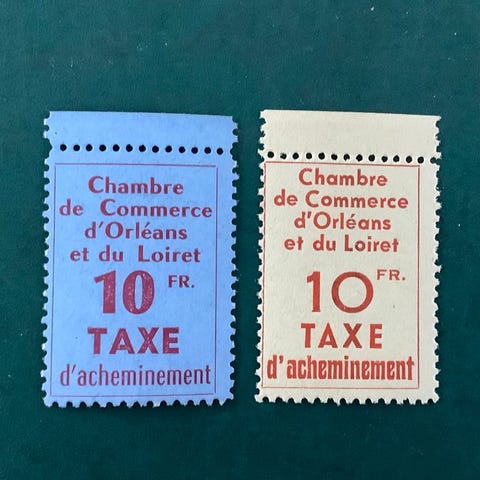 Chambre
de Commerce
d'Orléans
et du Loiret
10 FR.
TAXE
d'acheminement
Chambre
de Commerce
d'Orléans
et du Loiret
10 FR.
TAXE
d'acheminement